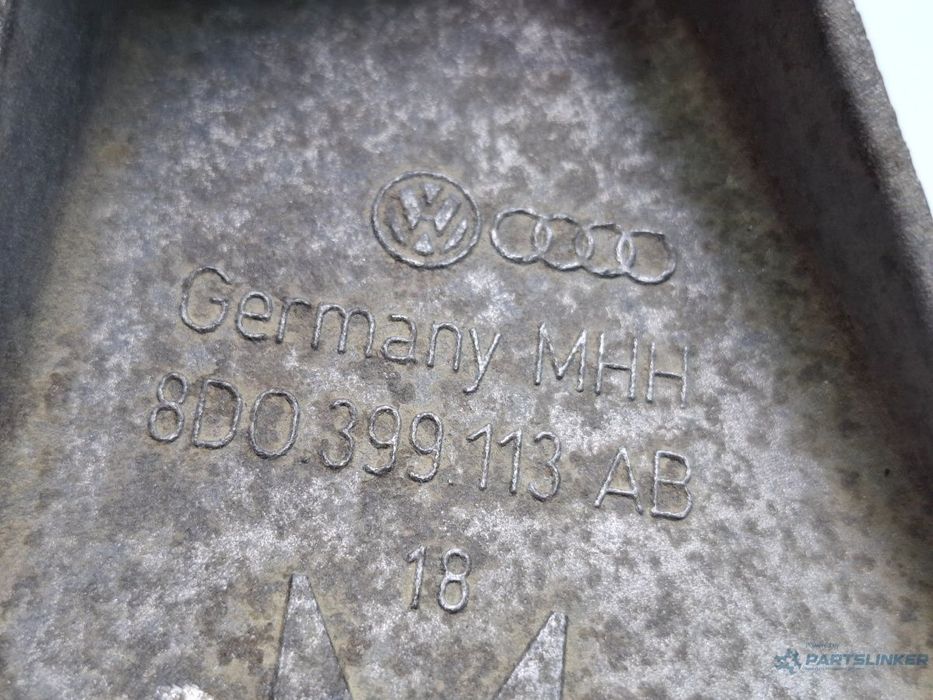 Germany MHH
8D0.399.113 AB
18
PARTSLINKER